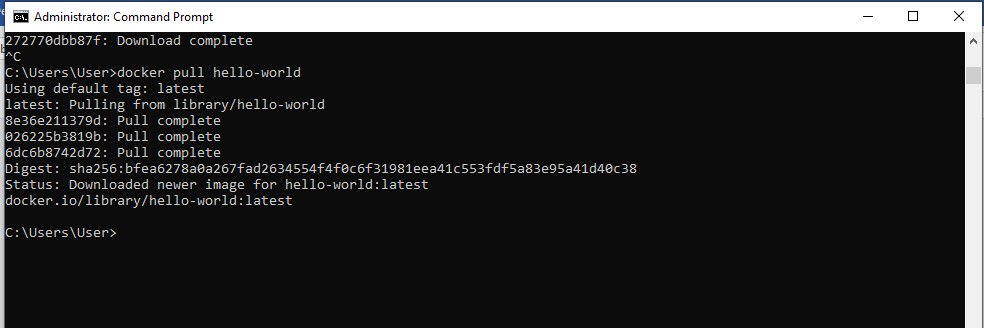 Administrator: Command Prompt
272770dbb87f: Download complete
^C
C:\Users\User>docker pull hello-world
Using default tag: latest
latest: Pulling from library/hello-world
8e36e211379d: Pull complete
026225b3819b: Pull complete
6dc6b8742d72: Pull complete
Digest: sha256:bfea6278a0a267fad2634554f4f0c6f31981eea41c553fdf5a83e95a41d40c38
Status: Downloaded newer image for hello-world:latest
docker.io/library/hello-world:latest
C:\Users\User>